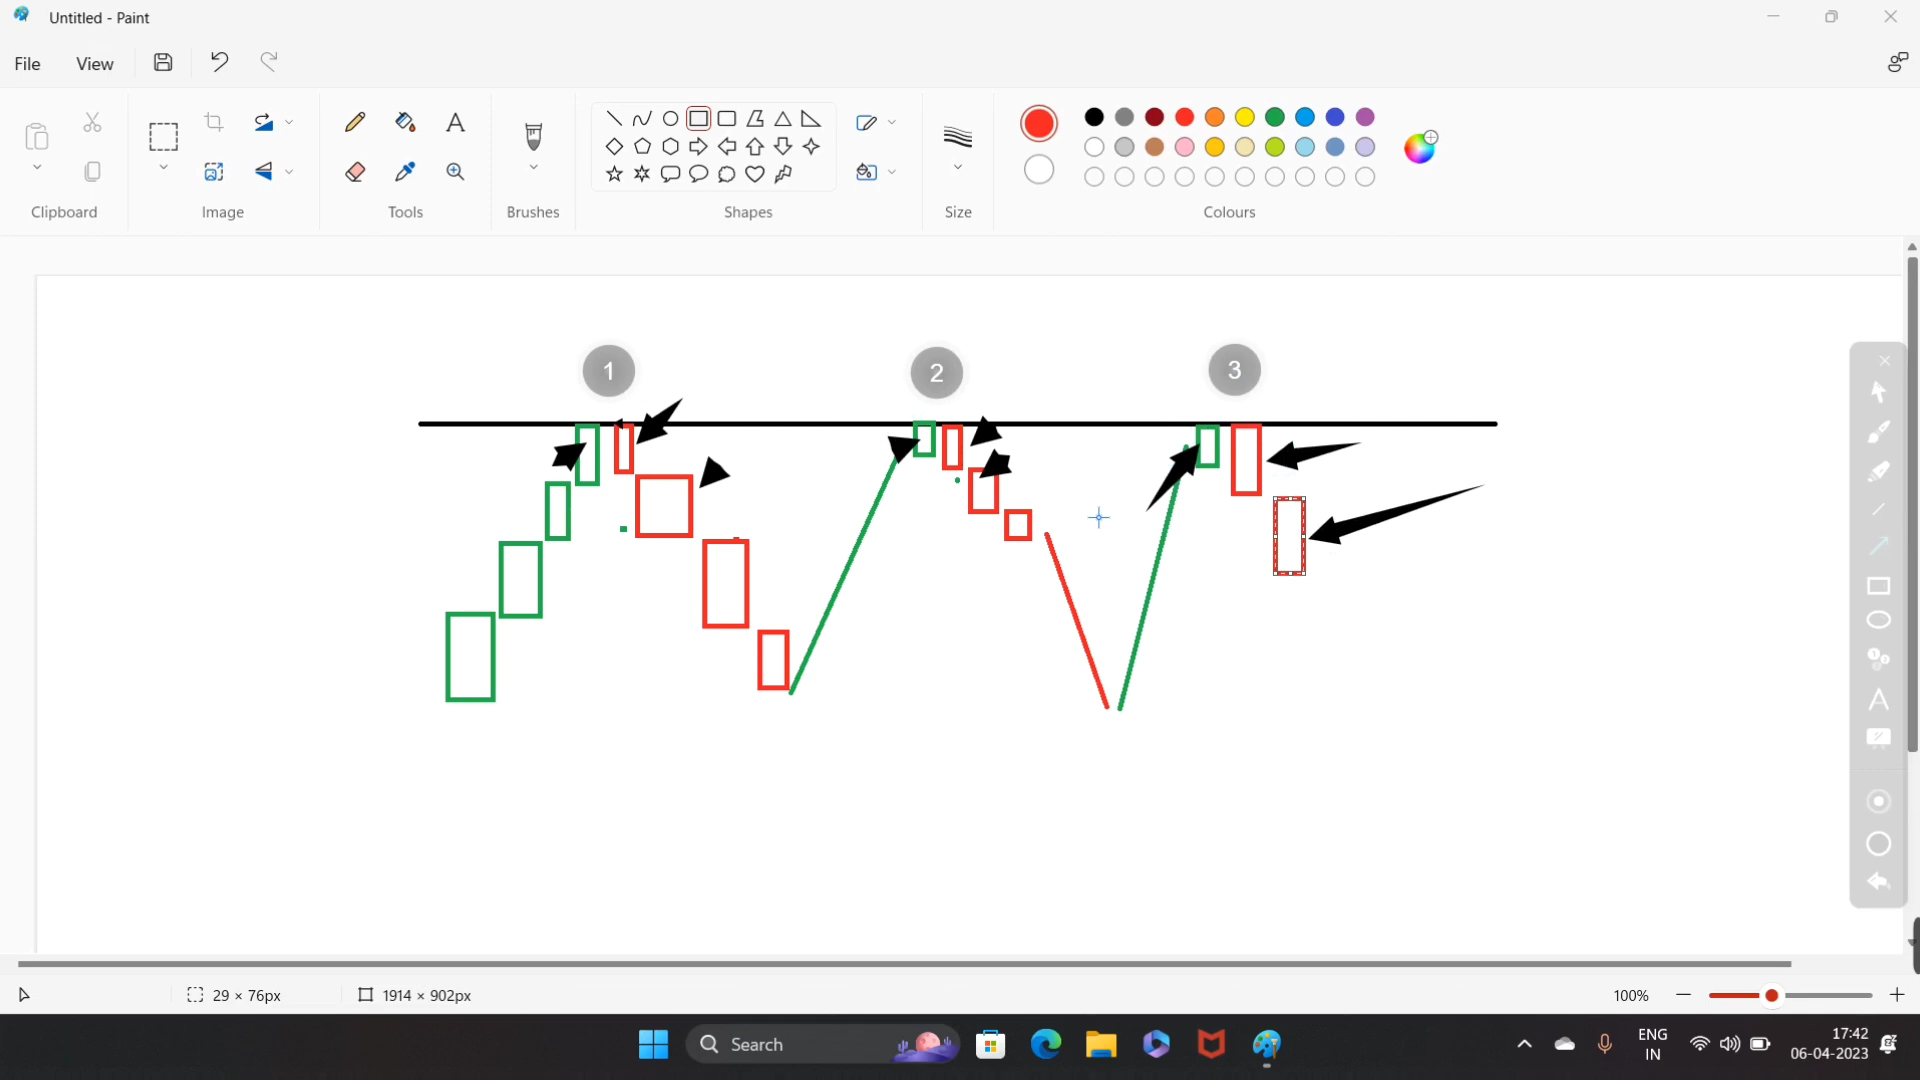 Untitled - Paint
File View
Clipboard
Image
Tools
Brushes
Shapes
Size
Colours
1
2
3
29 × 76px
1914 × 902px
100%
Search
ENG
IN
17:42
06-04-2023